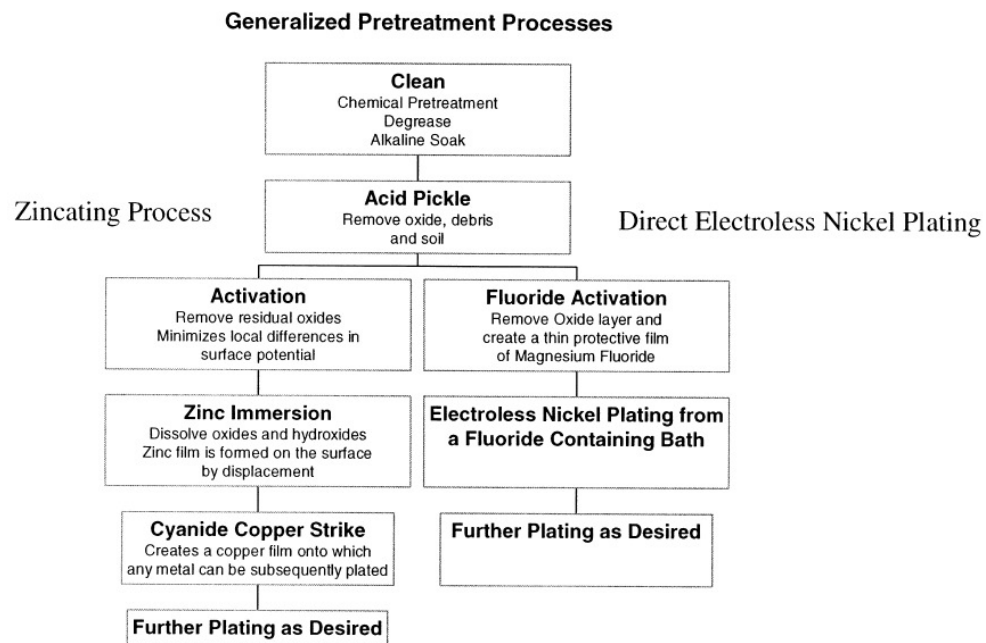 Generalized Pretreatment Processes
Clean
Chemical Pretreatment
Degrease
Alkaline Soak
Acid Pickle
Remove oxide, debris
and soil
Zincating Process
Direct Electroless Nickel Plating
Activation
Remove residual oxides
Minimizes local differences in
surface potential
Fluoride Activation
Remove Oxide layer and
create a thin protective film
of Magnesium Fluoride
Zinc Immersion
Dissolve oxides and hydroxides
Zinc film is formed on the surface
by displacement
Electroless Nickel Plating from
a Fluoride Containing Bath
Cyanide Copper Strike
Creates a copper film onto which
any metal can be subsequently plated
Further Plating as Desired
Further Plating as Desired